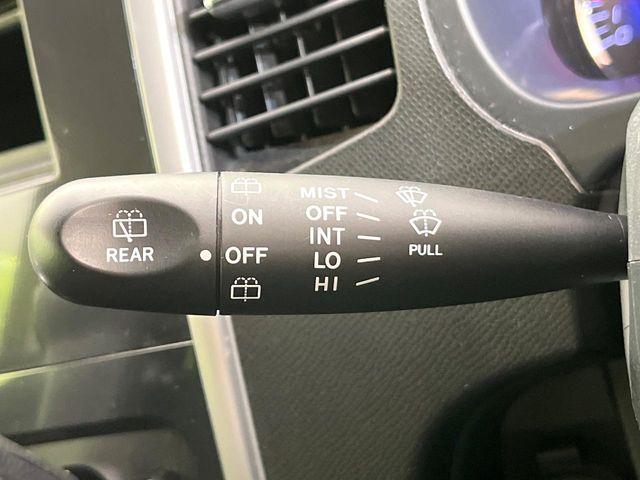 REAR
ON
OFF
MIST
OFF
INT
LO
HI
PULL